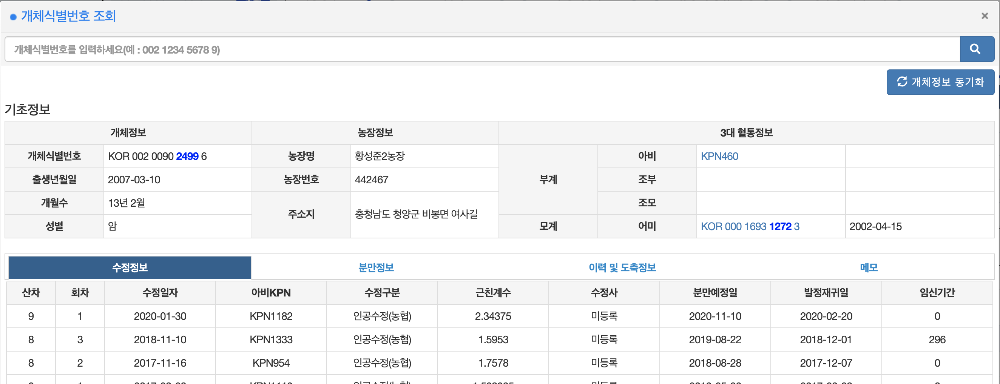 개체식별번호 조회
×
개체식별번호를 입력하세요(예 : 002 1234 5678 9)
개체정보 동기화
기초정보
개체정보 농장정보 3대 혈통정보
개체식별번호 KOR 002 0090 2499 6 농장명 황성준2농장 부계 아비 KPN460
출생년월일 2007-03-10 농장번호 442467 조부
개월수 13년 2월 주소지 충청남도 청양군 비봉면 여사길 조모
성별 암 모계 어미 KOR 000 1693 1272 3 2002-04-15
수정정보 분만정보 이력 및 도축정보 메모
산차 회차 수정일자 아비KPN 수정구분 근친계수 수정사 분만예정일 발정재귀일 임신기간
9 1 2020-01-30 KPN1182 인공수정(농협) 2.34375 미등록 2020-11-10 2020-02-20 0
8 3 2018-11-10 KPN1333 인공수정(농협) 1.5953 미등록 2019-08-22 2018-12-01 296
8 2 2017-11-16 KPN954 인공수정(농협) 1.7578 미등록 2018-08-28 2017-12-07 0